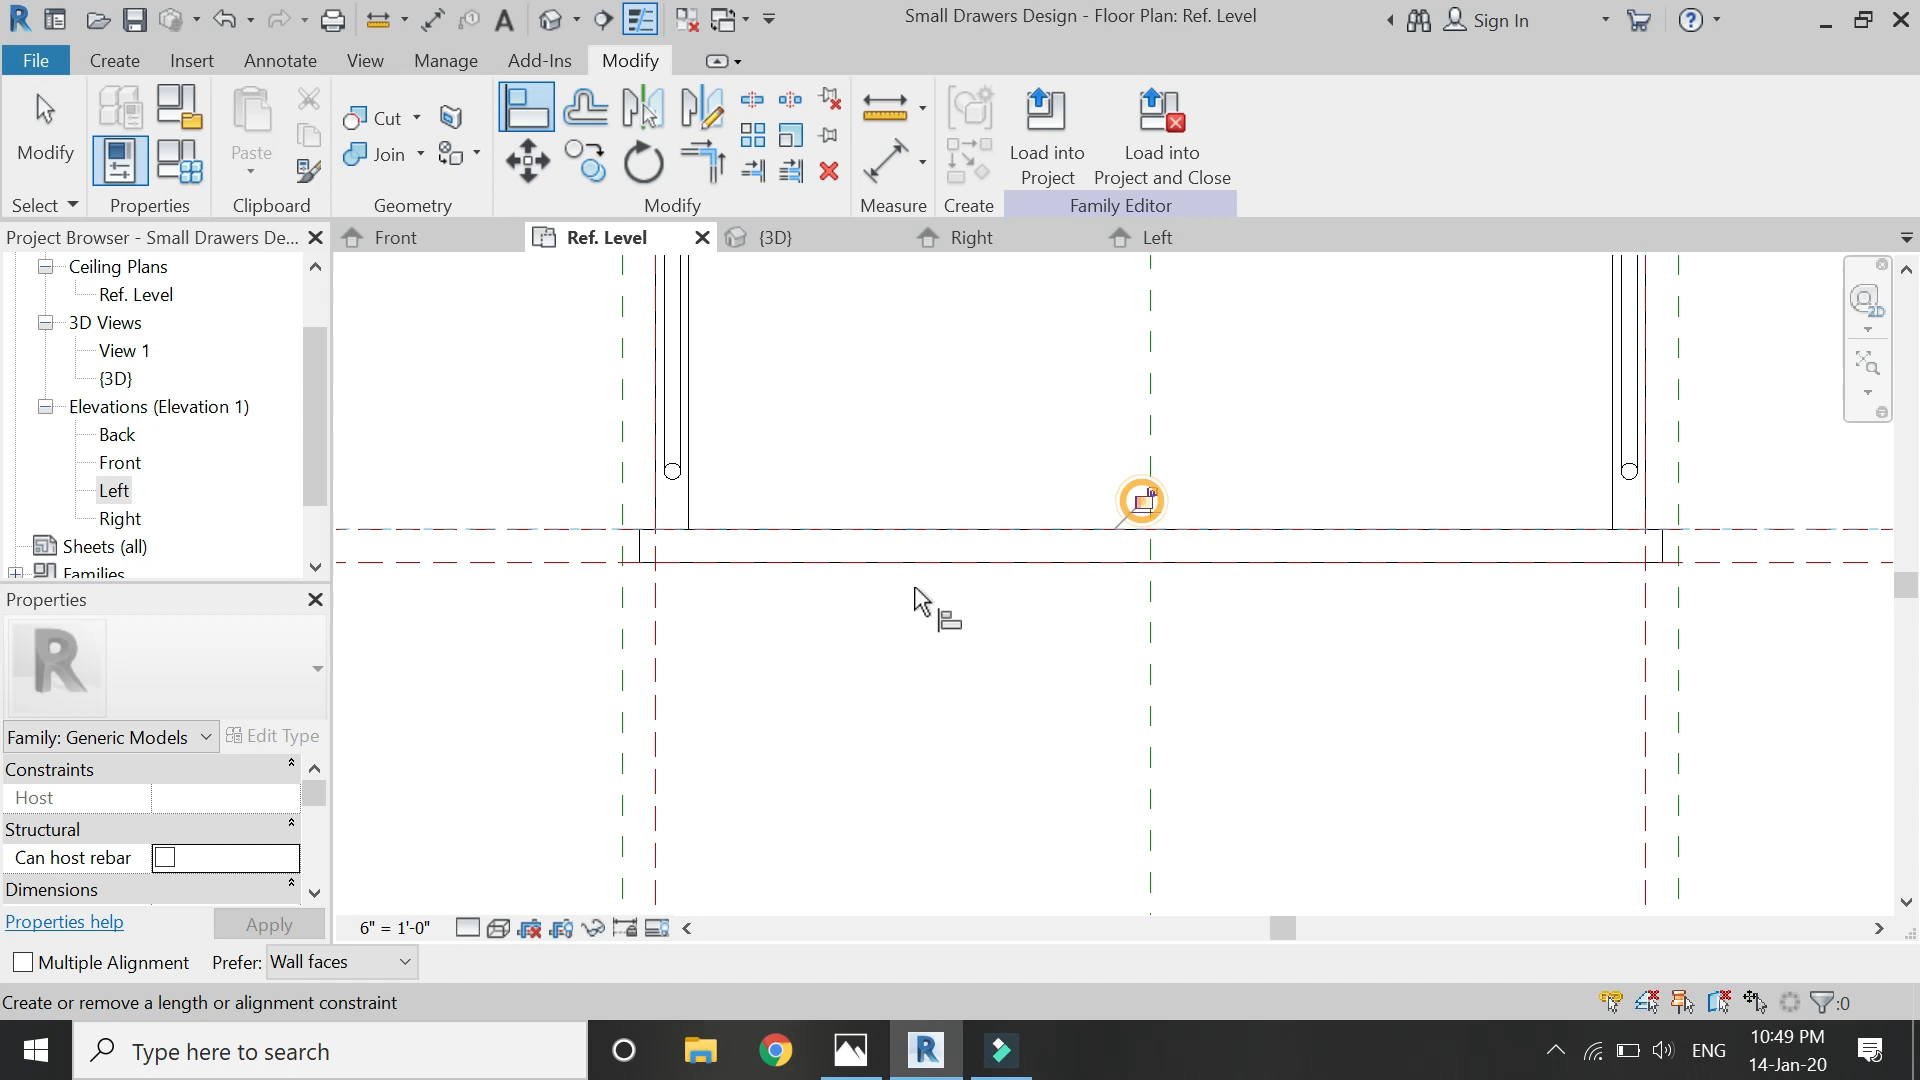 Small Drawers Design - Floor Plan: Ref. Level
Sign In
File
Create
Insert
Annotate
View
Manage
Add-Ins
Modify
Modify
Paste
Cut
Join
Load into
Project
Load into
Project and Close
Select
Properties
Clipboard
Geometry
Modify
Measure
Create
Family Editor
Project Browser - Small Drawers De...
Front
Ref. Level
{3D}
Right
Left
Ceiling Plans
Ref. Level
3D Views
View 1
{3D}
Elevations (Elevation 1)
Back
Front
Left
Right
Sheets (all)
Families
2D
Properties
Family: Generic Models
Edit Type
Constraints
Host
Structural
Can host rebar
Dimensions
Properties help
Apply
6" = 1'-0"
Multiple Alignment
Prefer:
Wall faces
Create or remove a length or alignment constraint
:0
Type here to search
ENG
10:49 PM
14-Jan-20